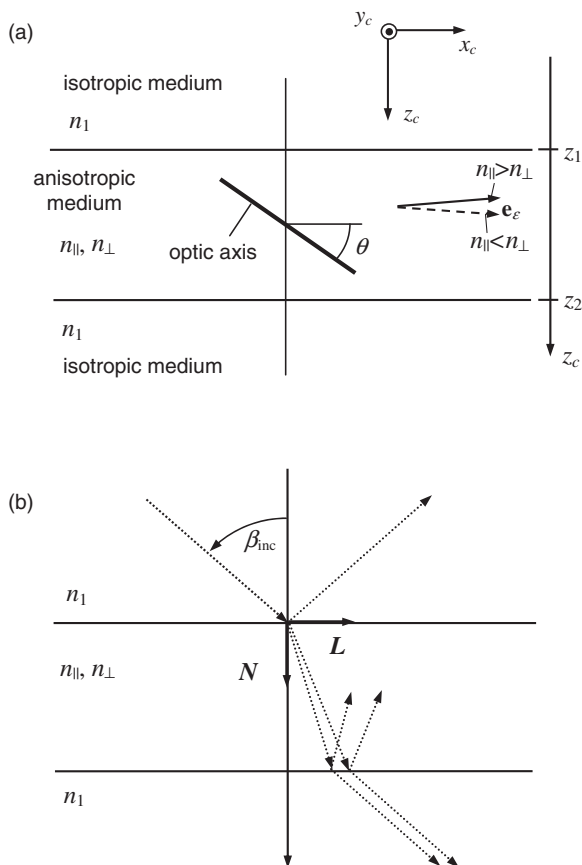 (a)
y_c
x_c
z_c
isotropic medium
n_1
z_1
anisotropic
medium
n_∥>n_⊥
e_ε
n_∥<n_⊥
n_∥, n_⊥
optic axis
θ
z_2
n_1
z_c
isotropic medium
(b)
β_inc
n_1
L
n_∥, n_⊥
N
n_1